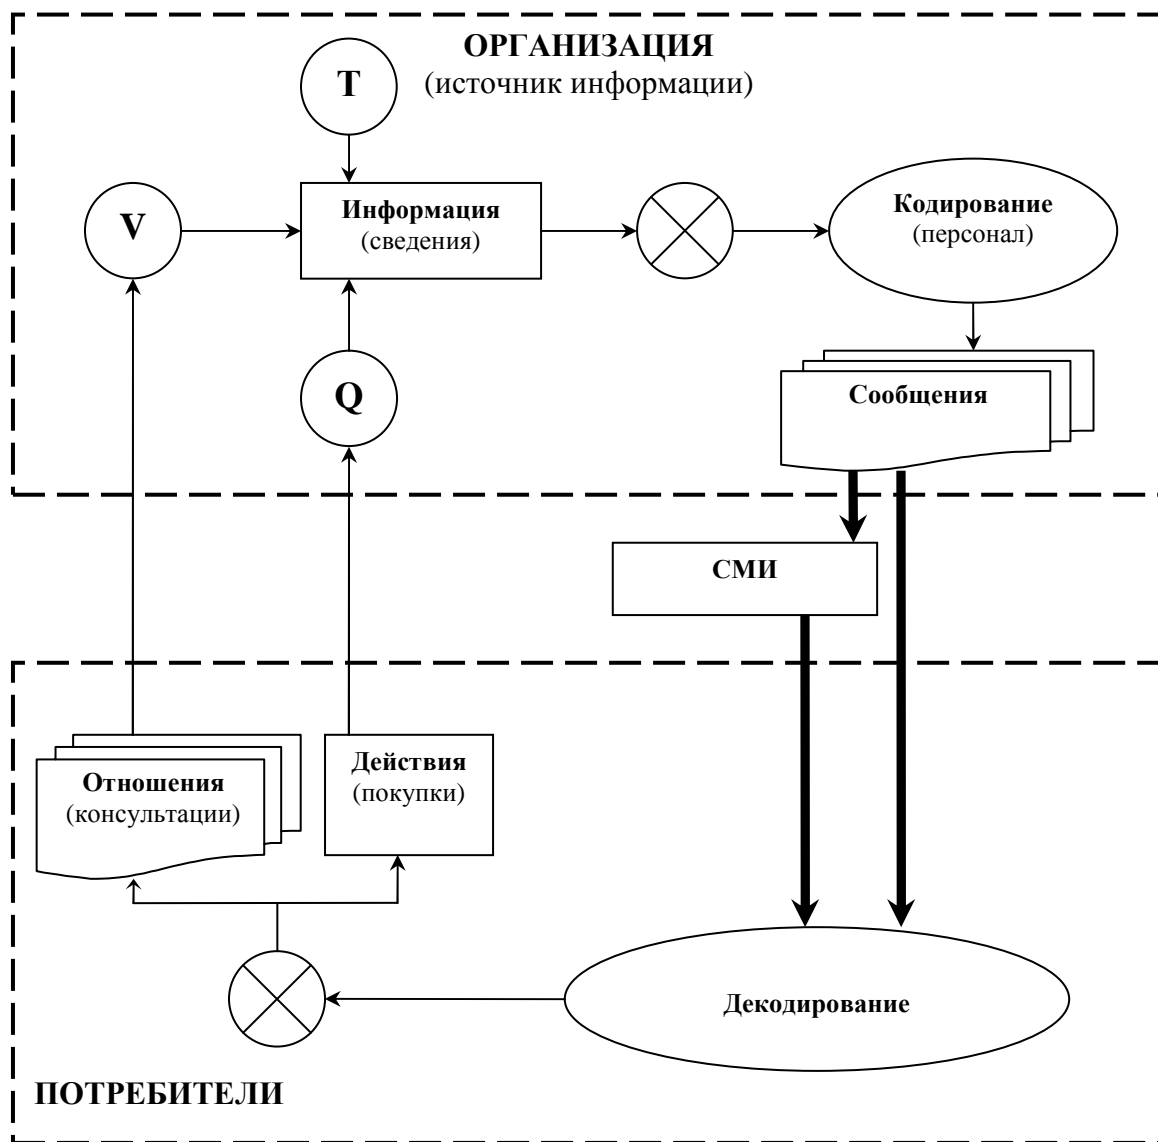 ОРГАНИЗАЦИЯ
(источник информации)
T
V
Информация
(сведения)
Кодирование
(персонал)
Q
Сообщения
СМИ
Отношения
(консультации)
Действия
(покупки)
Декодирование
ПОТРЕБИТЕЛИ